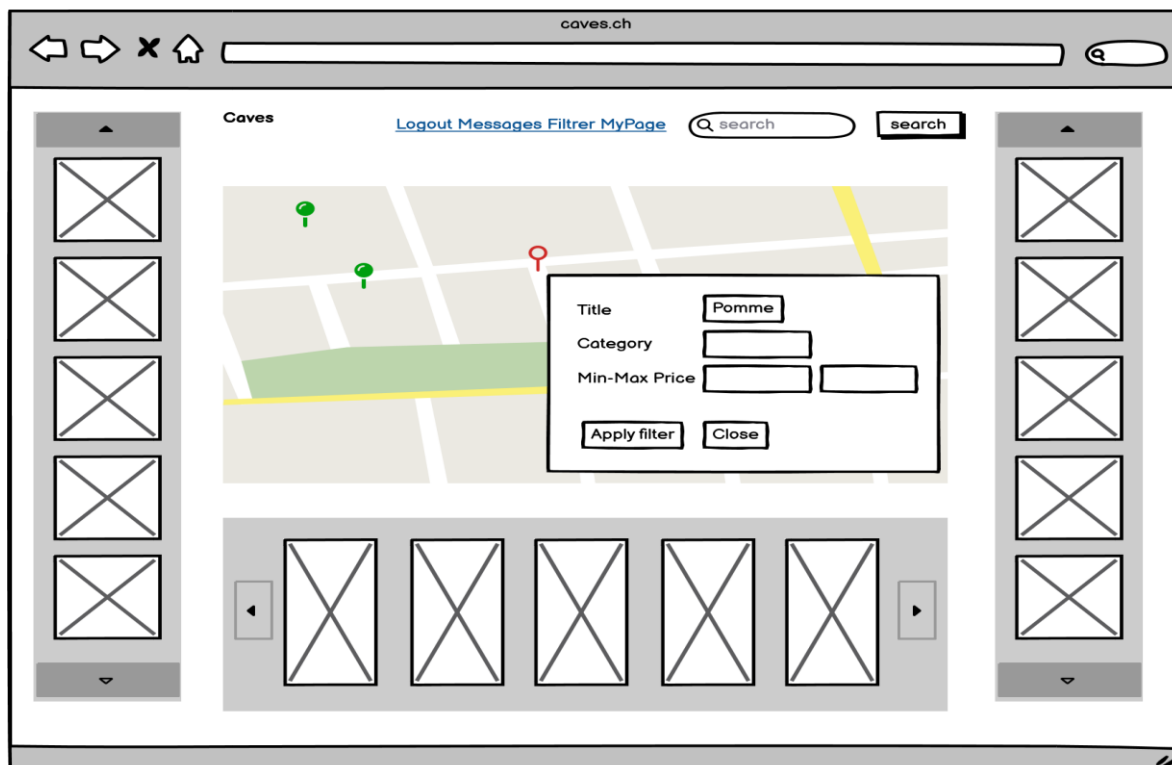 caves.ch
Caves
Logout Messages Filtrer MyPage
search
search
Title
Pomme
Category
Min-Max Price
Apply filter
Close